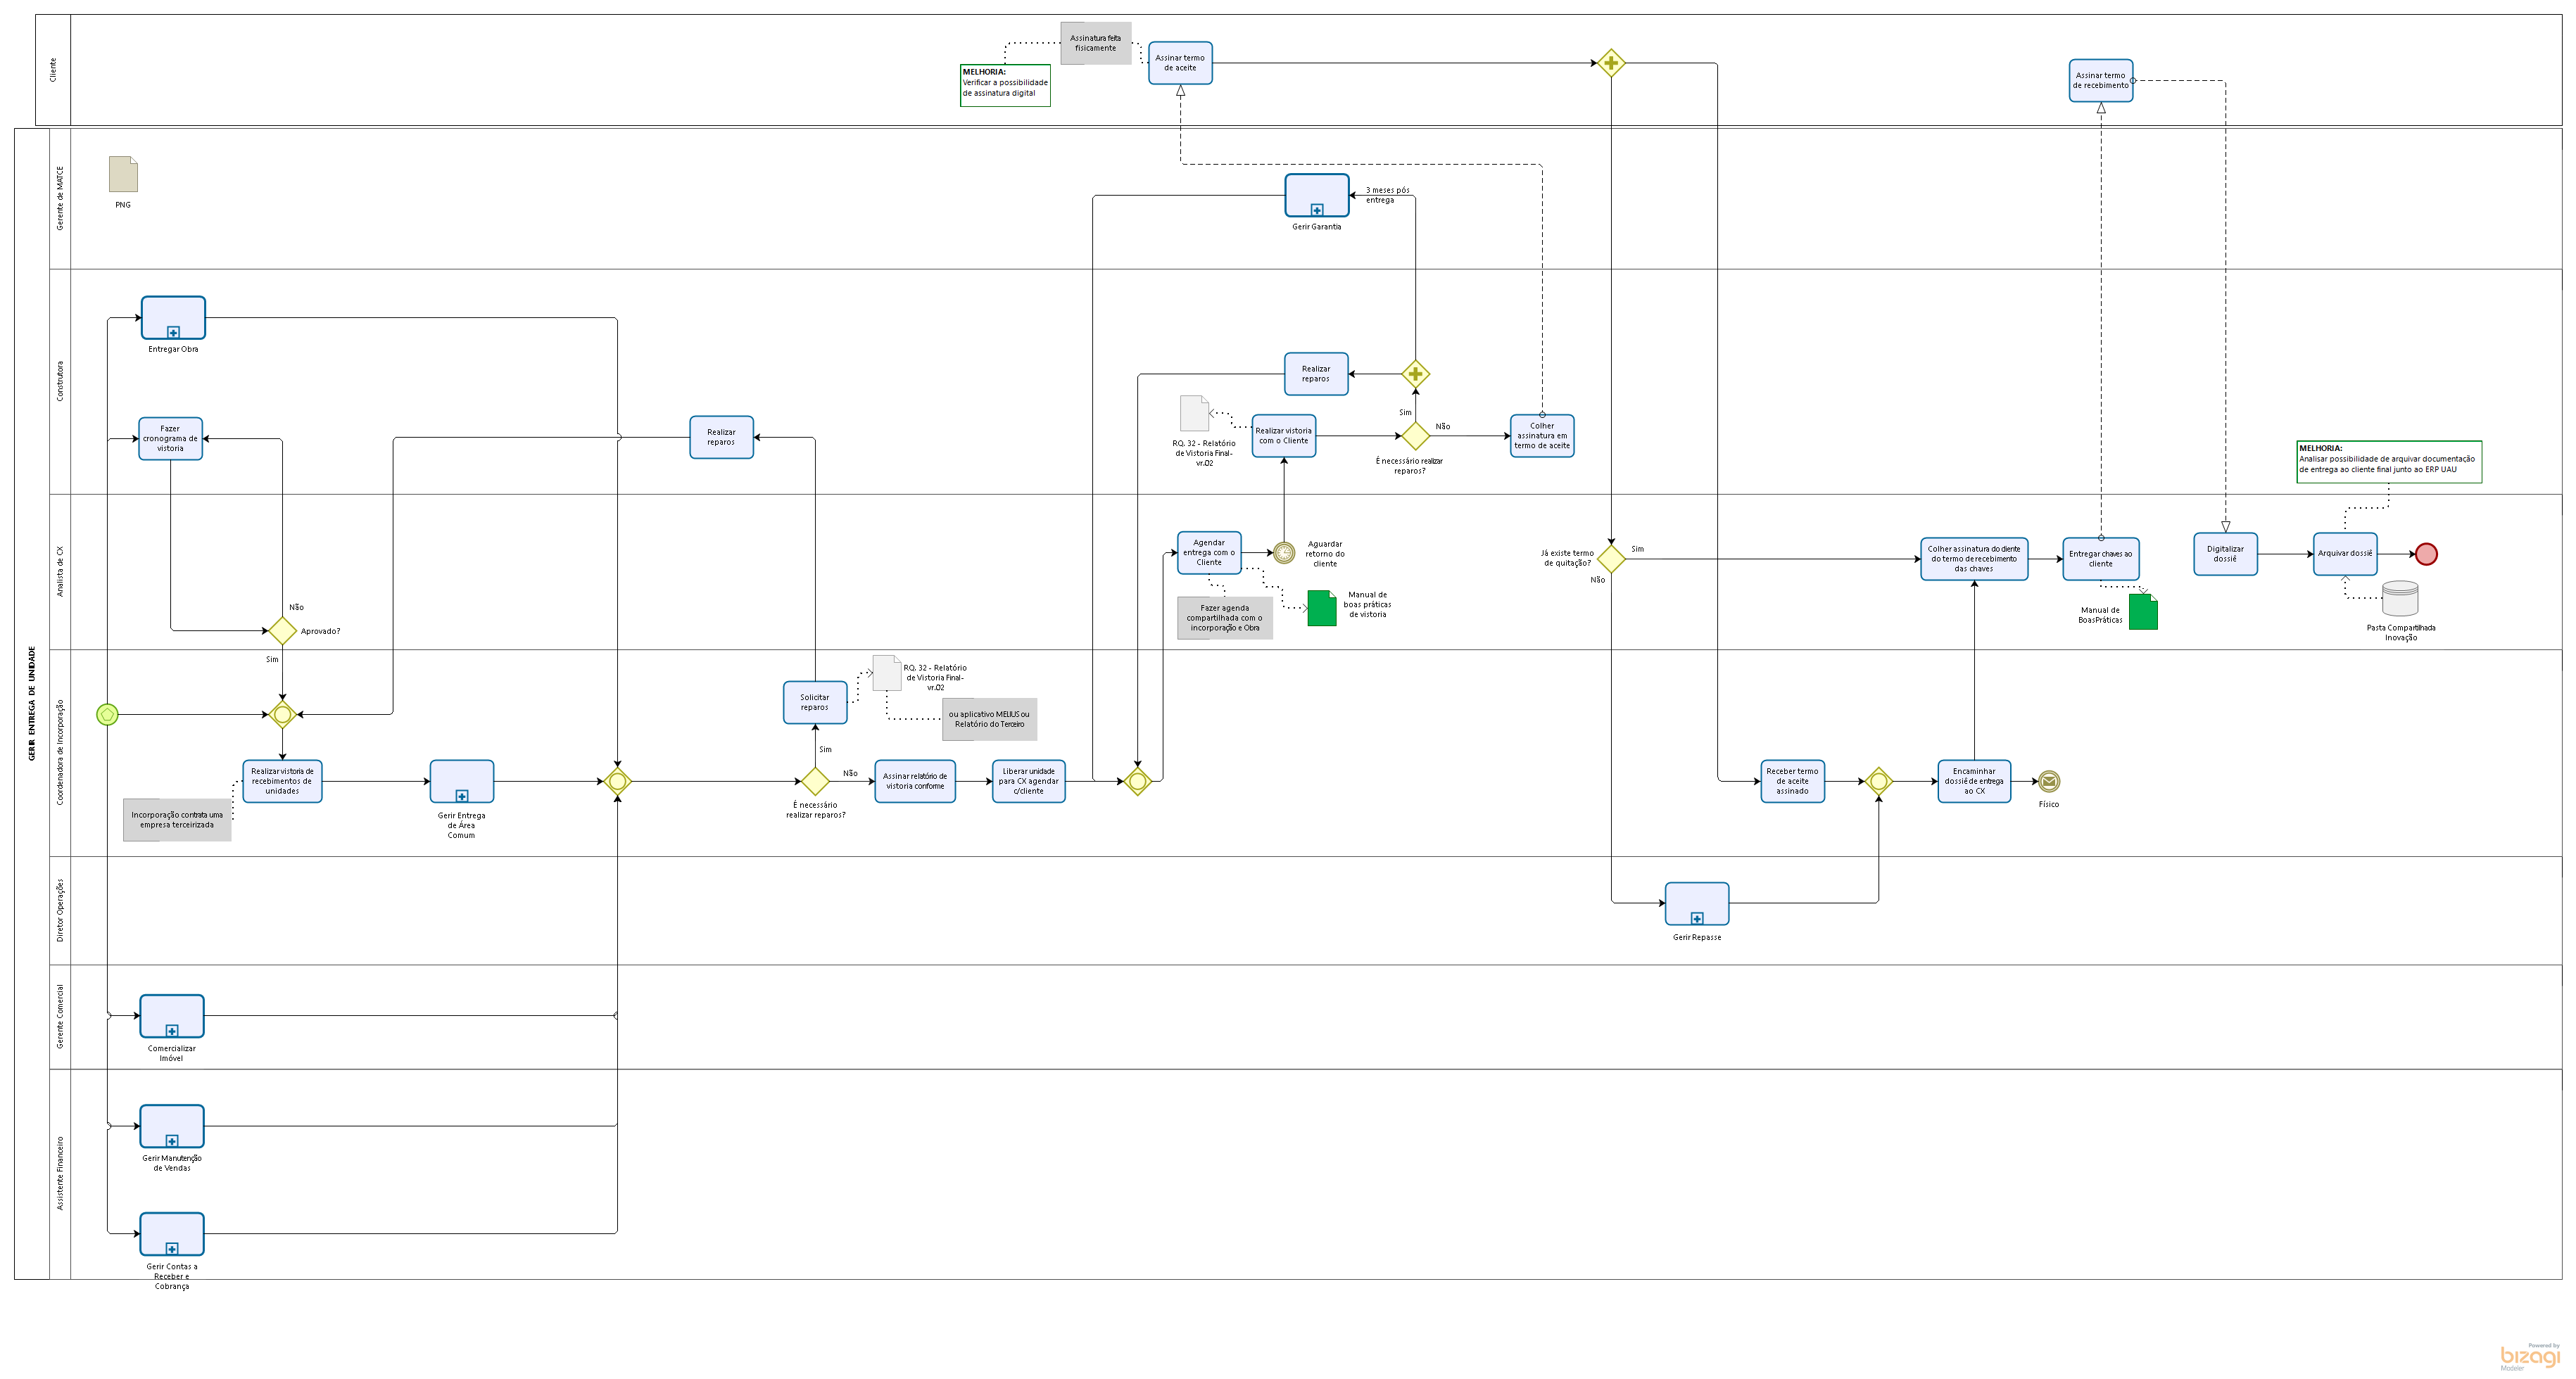 Cliente
Assinatura feita
fisicamente
MELHORIA:
Verificar a possibilidade
de assinatura digital
Assinar termo
de aceite
Assinar termo
de recebimento
GERIR ENTREGA DE UNIDADE
Gerente de MATCE
PNG
3 meses pós
entrega
Gerir Garantia
Construtora
Entregar Obra
Fazer
cronograma de
vistoria
Realizar
reparos
Realizar
reparos
RQ. 32 - Relatório
de Vistoria Final-
vr.02
Realizar vistoria
com o Cliente
Sim
Não
É necessário realizar
reparos?
Colher
assinatura em
termo de aceite
MELHORIA:
Analisar possibilidade de arquivar documentação
de entrega ao cliente final junto ao ERP UAU
Analista de CX
Não
Aprovado?
Sim
Agendar
entrega com o
Cliente
Aguardar
retorno do
cliente
Fazer agenda
compartilhada com o
incorporação e Obra
Manual de
boas práticas
de vistoria
Já existe termo
de quitação?
Sim
Não
Colher assinatura do cliente
do termo de recebimento
das chaves
Entregar chaves ao
cliente
Manual de
BoasPráticas
Digitalizar
dossiê
Arquivar dossiê
Pasta Compartilhada
Inovação
Coordenadora de Incorporação
Realizar vistoria de
recebimentos de
unidades
Incorporação contrata uma
empresa terceirizada
Gerir Entrega
de Área
Comum
Solicitar
reparos
RQ. 32 - Relatório
de Vistoria Final-
vr.02
ou aplicativo MELIUS ou
Relatório do Terceiro
Sim
Não
É necessário
realizar reparos?
Assinar relatório de
vistoria conforme
Liberar unidade
para CX agendar
c/cliente
Receber termo
de aceite
assinado
Encaminhar
dossiê de entrega
ao CX
Físico
Diretor Operações
Gerir Repasse
Gerente Comercial
Comercializar
Imóvel
Assistente Financeiro
Gerir Manutenção
de Vendas
Gerir Contas a
Receber e
Cobrança
Powered by
bizagi
Modeler